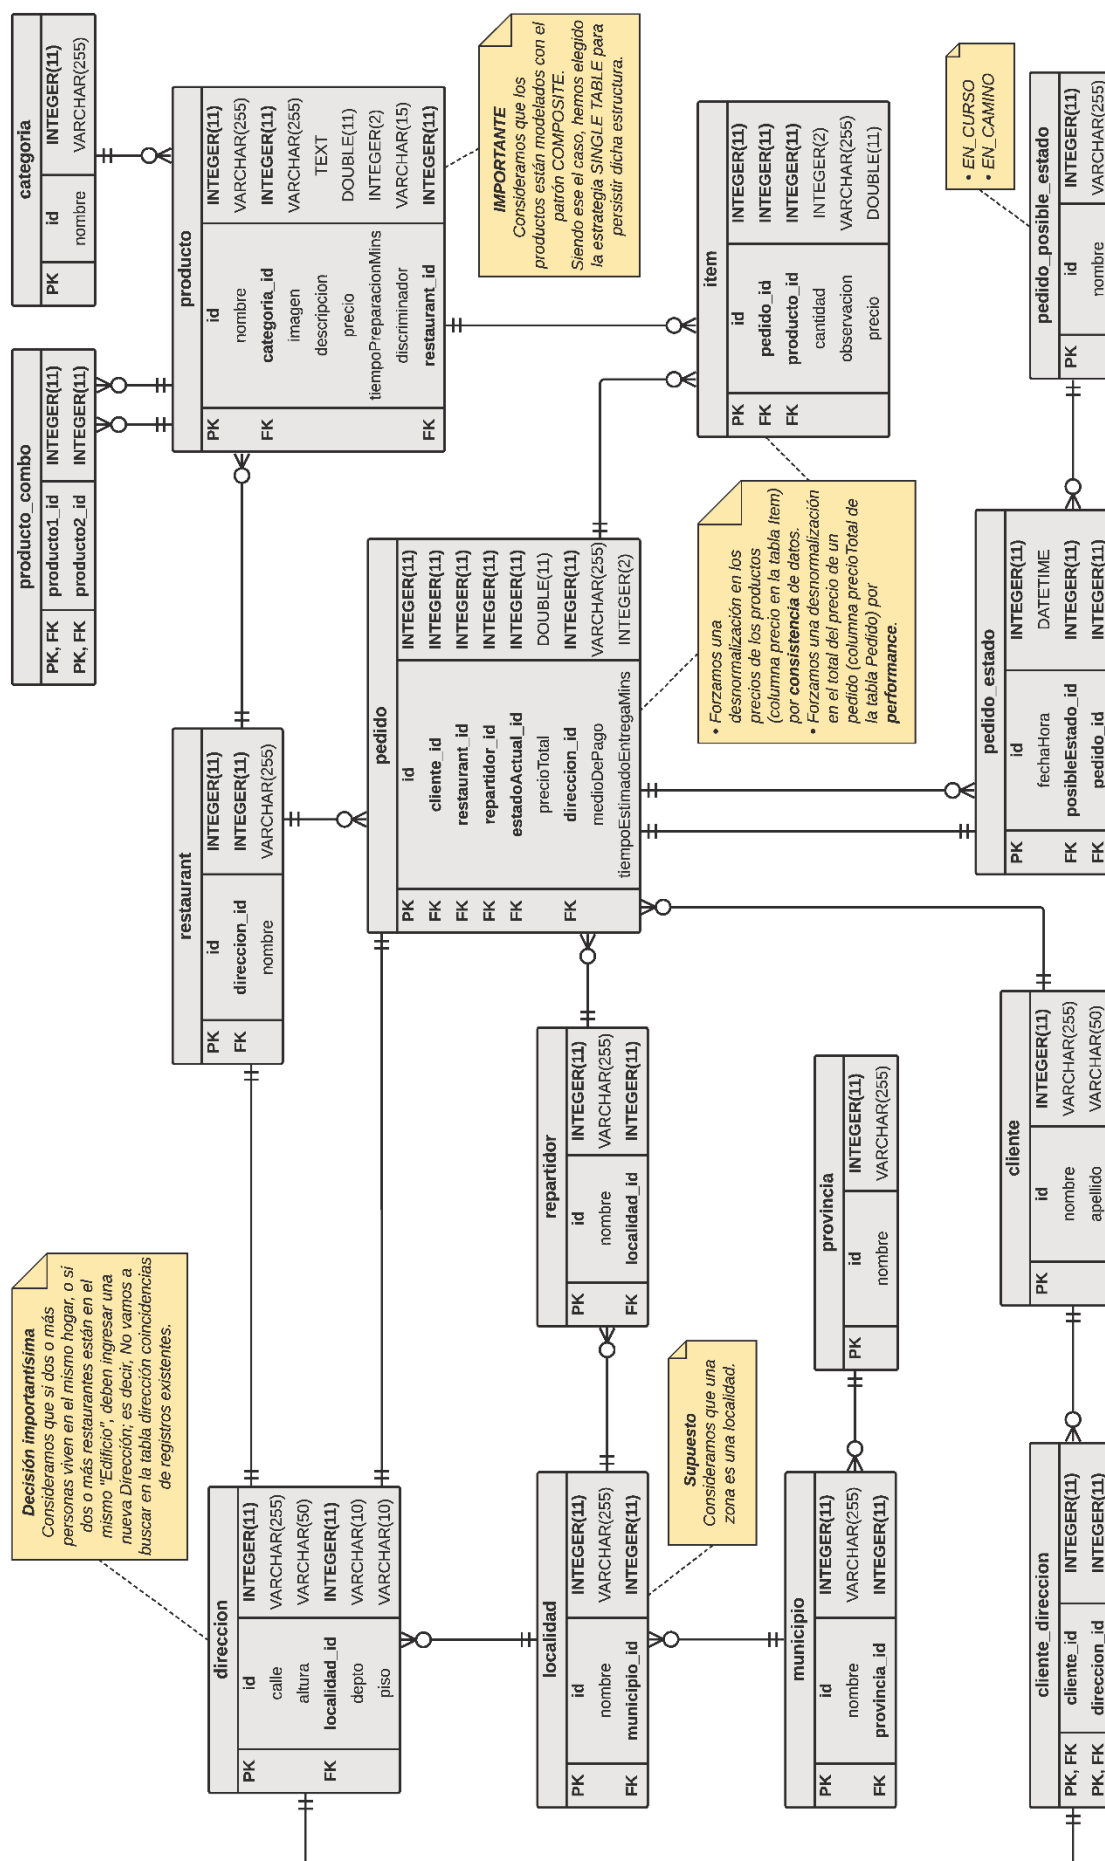 categoria
PK id INTEGER(11)
nombre VARCHAR(255)
producto_combo
PK, FK producto1_id INTEGER(11)
PK, FK producto2_id INTEGER(11)
producto
PK id INTEGER(11)
nombre VARCHAR(255)
FK categoria_id INTEGER(11)
imagen VARCHAR(255)
descripcion TEXT
precio DOUBLE(11)
tiempoPreparacionMins INTEGER(2)
discriminador VARCHAR(15)
FK restaurant_id INTEGER(11)
IMPORTANTE
Consideramos que los
productos están modelados con el
patrón COMPOSITE.
Siendo ese el caso, hemos elegido
la estrategia SINGLE TABLE para
persistir dicha estructura.
restaurant
PK id INTEGER(11)
FK direccion_id INTEGER(11)
nombre VARCHAR(255)
Decisión importantísima
Consideramos que si dos o más
personas viven en el mismo hogar, o si
dos o más restaurantes están en el
mismo "Edificio", deben ingresar una
nueva Dirección; es decir, No vamos a
buscar en la tabla dirección coincidencias
de registros existentes.
direccion
PK id INTEGER(11)
calle VARCHAR(255)
altura VARCHAR(50)
FK localidad_id INTEGER(11)
depto VARCHAR(10)
piso VARCHAR(10)
pedido
PK id INTEGER(11)
FK cliente_id INTEGER(11)
FK restaurant_id INTEGER(11)
FK repartidor_id INTEGER(11)
FK estadoActual_id INTEGER(11)
precioTotal DOUBLE(11)
FK direccion_id INTEGER(11)
medioDePago VARCHAR(255)
tiempoEstimadoEntregaMins INTEGER(2)
item
PK id INTEGER(11)
FK pedido_id INTEGER(11)
FK producto_id INTEGER(11)
cantidad INTEGER(2)
observacion VARCHAR(255)
precio DOUBLE(11)
• Forzamos una
desnormalización en los
precios de los productos
(columna precio en la tabla Item)
por consistencia de datos.
• Forzamos una desnormalización
en el total del precio de un
pedido (columna precioTotal de
la tabla Pedido) por
performance.
repartidor
PK id INTEGER(11)
nombre VARCHAR(255)
FK localidad_id INTEGER(11)
localidad
PK id INTEGER(11)
nombre VARCHAR(255)
FK municipio_id INTEGER(11)
Supuesto
Consideramos que una
zona es una localidad.
provincia
PK id INTEGER(11)
nombre VARCHAR(255)
municipio
PK id INTEGER(11)
nombre VARCHAR(255)
FK provincia_id INTEGER(11)
• EN_CURSO
• EN_CAMINO
pedido_posible_estado
PK id INTEGER(11)
nombre VARCHAR(255)
pedido_estado
PK id INTEGER(11)
fechaHora DATETIME
FK posibleEstado_id INTEGER(11)
FK pedido_id INTEGER(11)
cliente
PK id INTEGER(11)
nombre VARCHAR(255)
apellido VARCHAR(50)
cliente_direccion
PK, FK cliente_id INTEGER(11)
PK, FK direccion_id INTEGER(11)